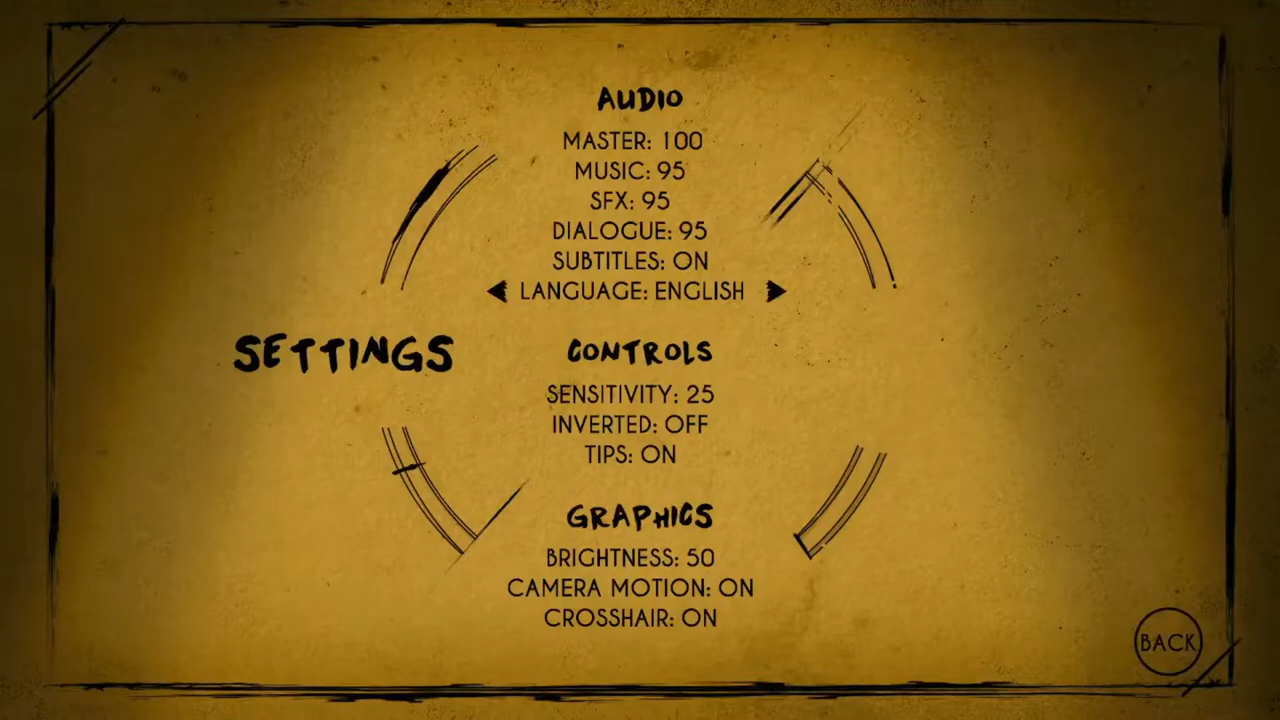 AUDIO
MASTER: 100
MUSIC: 95
SFX: 95
DIALOGUE: 95
SUBTITLES: ON
LANGUAGE: ENGLISH
SETTINGS
CONTROLS
SENSITIVITY: 25
INVERTED: OFF
TIPS: ON
GRAPHICS
BRIGHTNESS: 50
CAMERA MOTION: ON
CROSSHAIR: ON
BACK